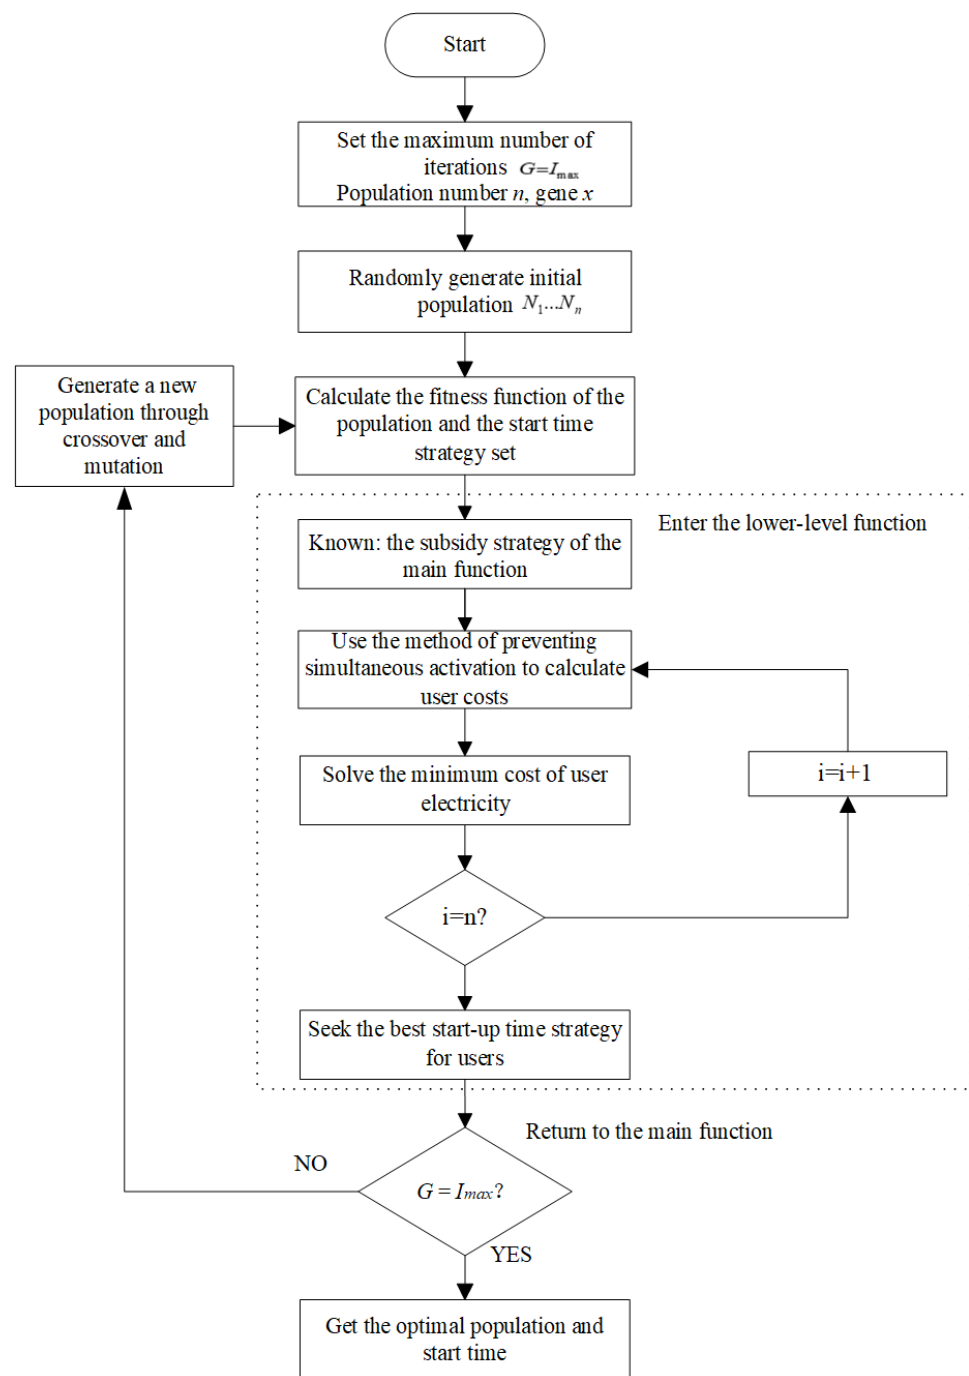 Start
Set the maximum number of
iterations G=Imax
Population number n, gene x
Randomly generate initial
population N1...Nn
Generate a new
population through
crossover and
mutation
Calculate the fitness function of the
population and the start time
strategy set
Enter the lower-level function
Known: the subsidy strategy of the
main function
Use the method of preventing
simultaneous activation to calculate
user costs
Solve the minimum cost of user
electricity
i=i+1
i=n?
Seek the best start-up time strategy
for users
Return to the main function
NO
G = Imax?
YES
Get the optimal population and
start time